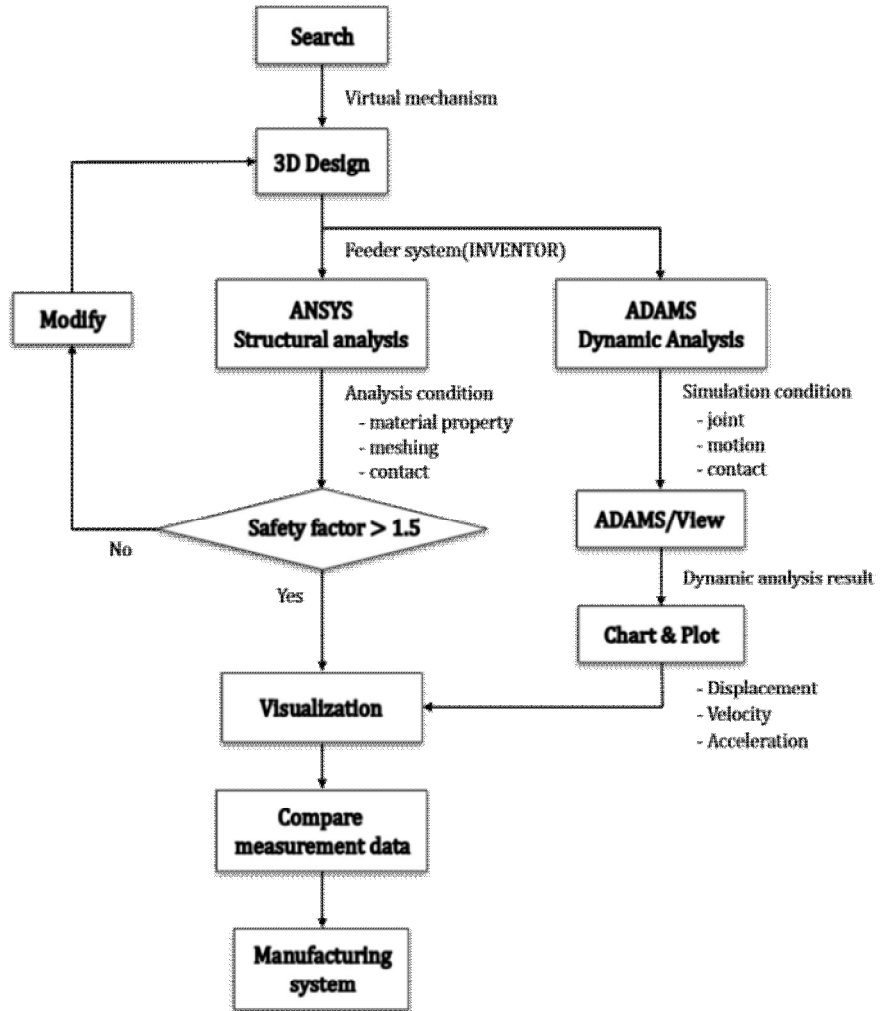 Search
Virtual mechanism
3D Design
Feeder system(INVENTOR)
Modify
ANSYS
Structural analysis
ADAMS
Dynamic Analysis
Analysis condition
- material property
- meshing
- contact
Simulation condition
- joint
- motion
- contact
Safety factor > 1.5
No
Yes
ADAMS/View
Dynamic analysis result
Chart & Plot
- Displacement
- Velocity
- Acceleration
Visualization
Compare
measurement data
Manufacturing
system